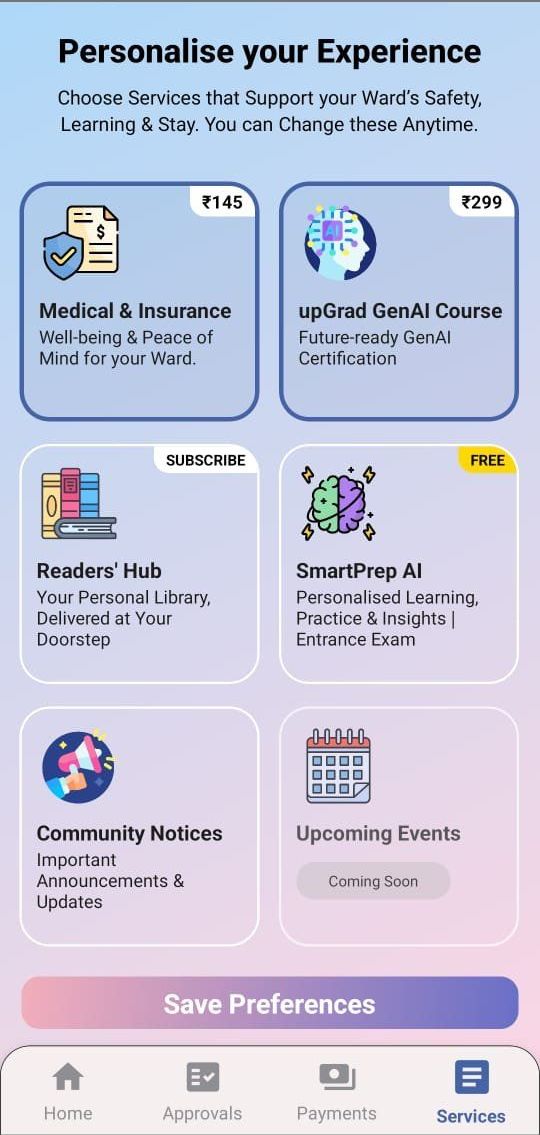 Personalise your Experience
Choose Services that Support your Ward's Safety,
Learning & Stay. You can Change these Anytime.
₹145
$
Medical & Insurance
Well-being & Peace of
Mind for your Ward.
₹299
AI
upGrad GenAI Course
Future-ready GenAI
Certification
SUBSCRIBE
Readers' Hub
Your Personal Library,
Delivered at Your
Doorstep
FREE
SmartPrep AI
Personalised Learning,
Practice & Insights |
Entrance Exam
Community Notices
Important
Announcements &
Updates
Upcoming Events
Coming Soon
Save Preferences
Home
Approvals
Payments
Services